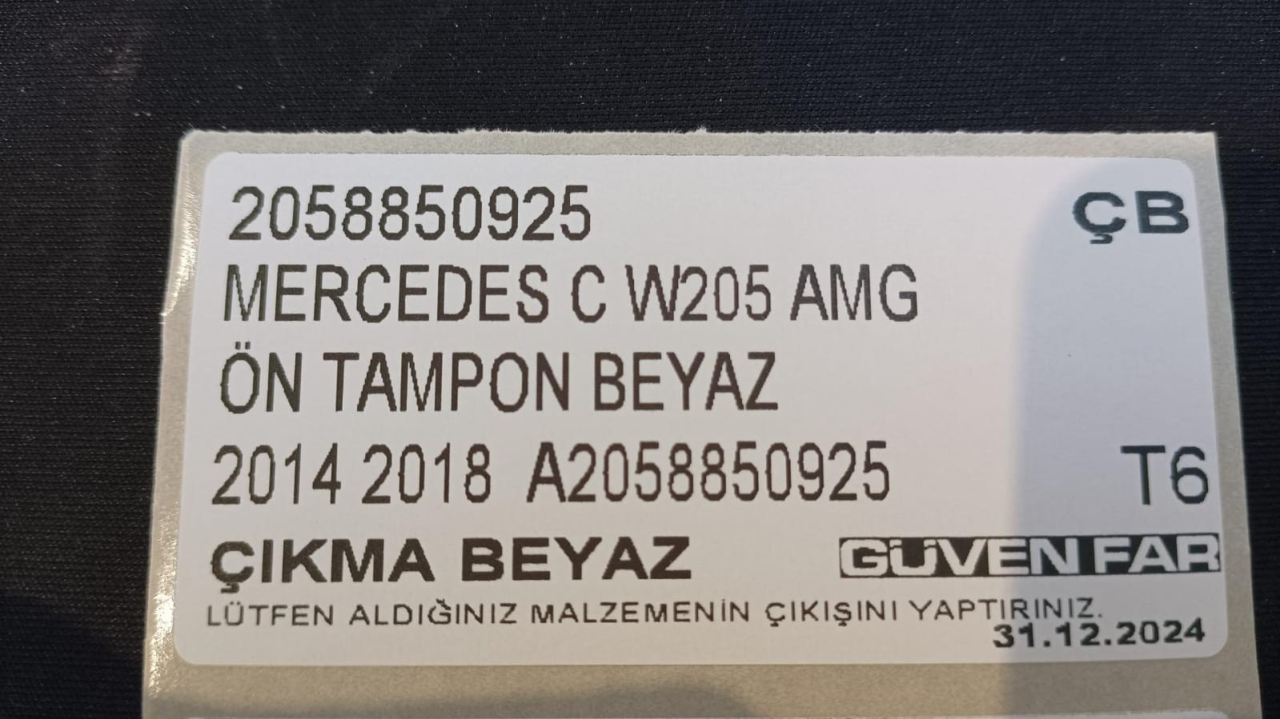 2058850925 ÇB
MERCEDES C W205 AMG
ÖN TAMPON BEYAZ
2014 2018 A2058850925 T6
ÇIKMA BEYAZ GÜVEN FAR
LÜTFEN ALDIĞINIZ MALZEMENİN ÇIKIŞINI YAPTIRINIZ.
31.12.2024